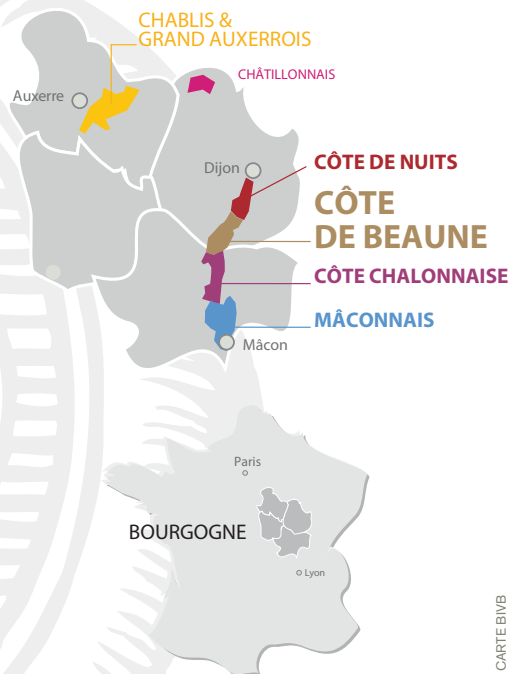 CHABLIS &
GRAND AUXERROIS
CHÂTILLONNAIS
Auxerre
Dijon
CÔTE DE NUITS
CÔTE
DE BEAUNE
CÔTE CHALONNAISE
MÂCONNAIS
Mâcon
Paris
BOURGOGNE
Lyon
CARTE BIVB